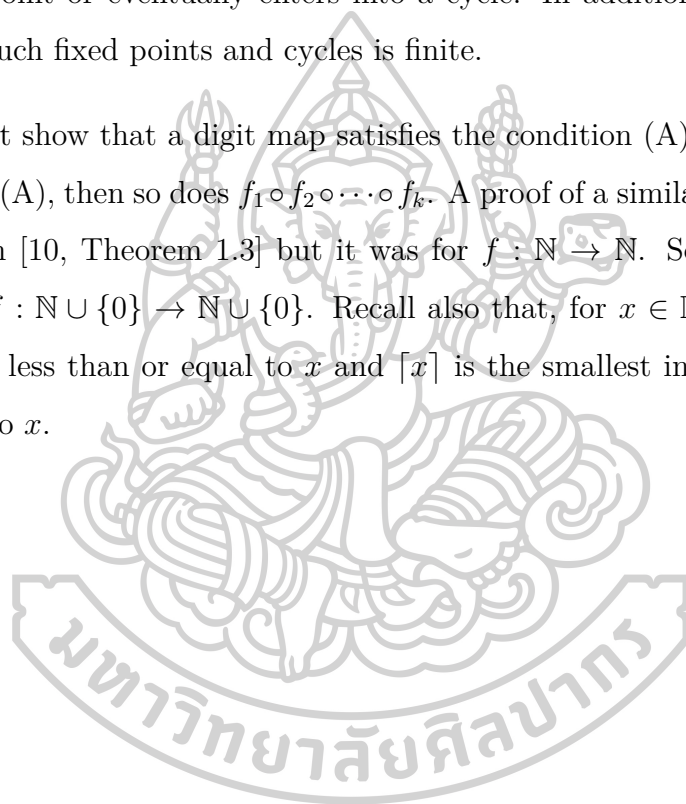 point or eventually enters into a cycle. In addition
uch fixed points and cycles is finite.
t show that a digit map satisfies the condition (A)
(A), then so does f₁∘f₂∘⋯∘fₖ. A proof of a simila
n [10, Theorem 1.3] but it was for f : ℕ → ℕ. So
f : ℕ ∪ {0} → ℕ ∪ {0}. Recall also that, for x ∈ ℝ
less than or equal to x and ⌈x⌉ is the smallest in
o x.
มหาวิทยาลัยศิลปากร